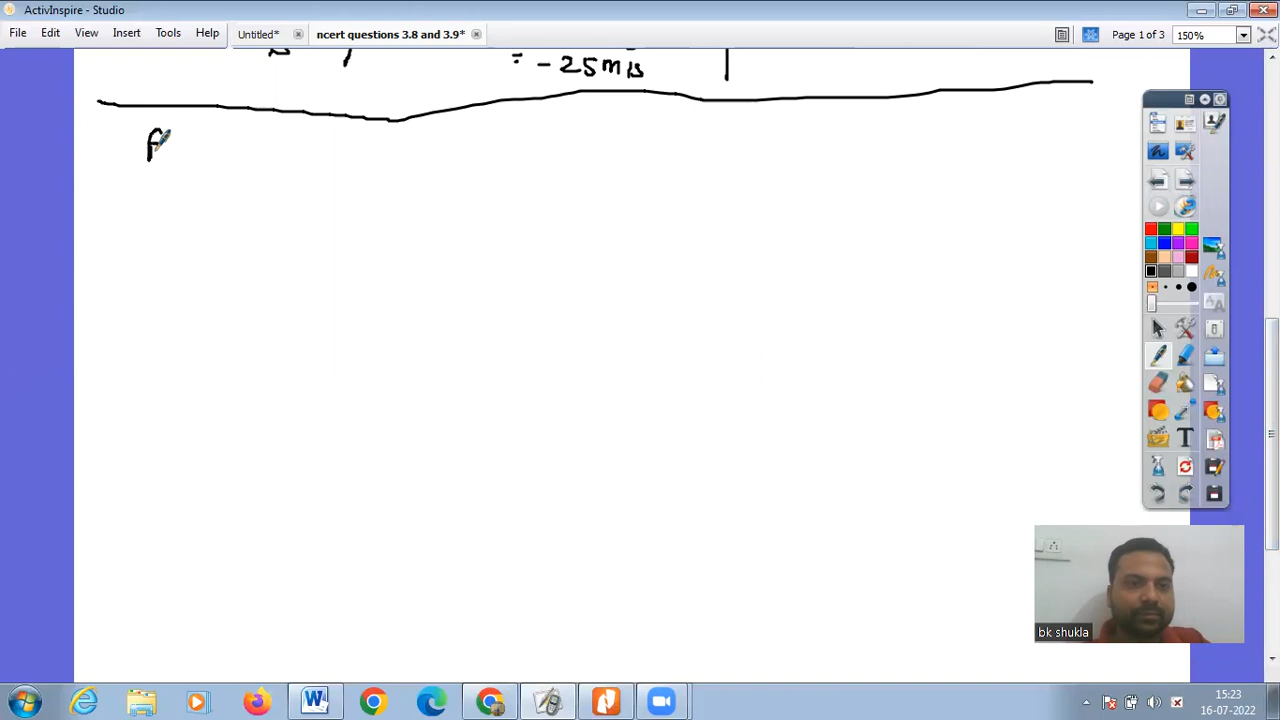 ActivInspire - Studio
File Edit View Insert Tools Help
Untitled*
ncert questions 3.8 and 3.9*
Page 1 of 3
150%
= - 25 m/s
F
bk shukla
15:23
16-07-2022